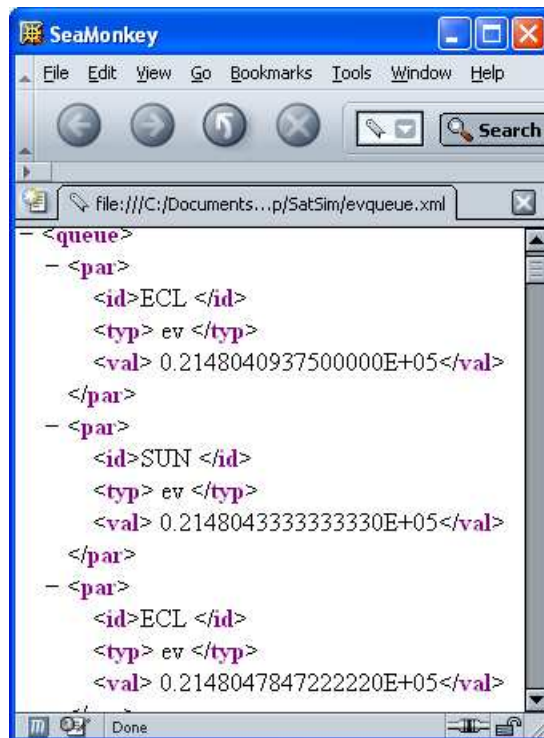 SeaMonkey
File Edit View Go Bookmarks Tools Window Help
Search
file:///C:/Documents...p/SatSim/evqueue.xml
− <queue>
− <par>
<id>ECL </id>
<typ> ev </typ>
<val> 0.2148040937500000E+05</val>
</par>
− <par>
<id>SUN </id>
<typ> ev </typ>
<val> 0.2148043333333330E+05</val>
</par>
− <par>
<id>ECL </id>
<typ> ev </typ>
<val> 0.2148047847222220E+05</val>
Done